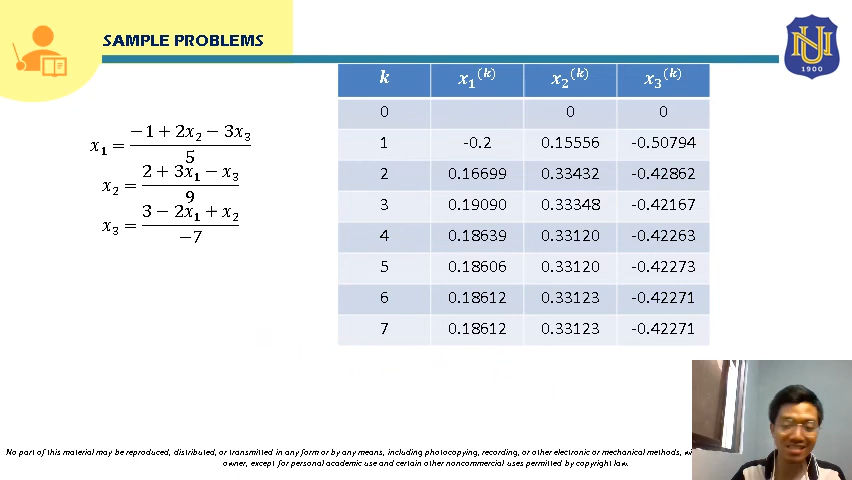 SAMPLE PROBLEMS
NU
1900
x₁ = (−1 + 2x₂ − 3x₃) / 5
x₂ = (2 + 3x₁ − x₃) / 9
x₃ = (3 − 2x₁ + x₂) / −7
k x₁⁽ᵏ⁾ x₂⁽ᵏ⁾ x₃⁽ᵏ⁾
0 0 0
1 -0.2 0.15556 -0.50794
2 0.16699 0.33432 -0.42862
3 0.19090 0.33348 -0.42167
4 0.18639 0.33120 -0.42263
5 0.18606 0.33120 -0.42273
6 0.18612 0.33123 -0.42271
7 0.18612 0.33123 -0.42271
No part of this material may be reproduced, distributed, or transmitted in any form or by any means, including photocopying, recording, or other electronic or mechanical methods,
owner, except for personal academic use and certain other noncommercial uses permitted by copyright law.